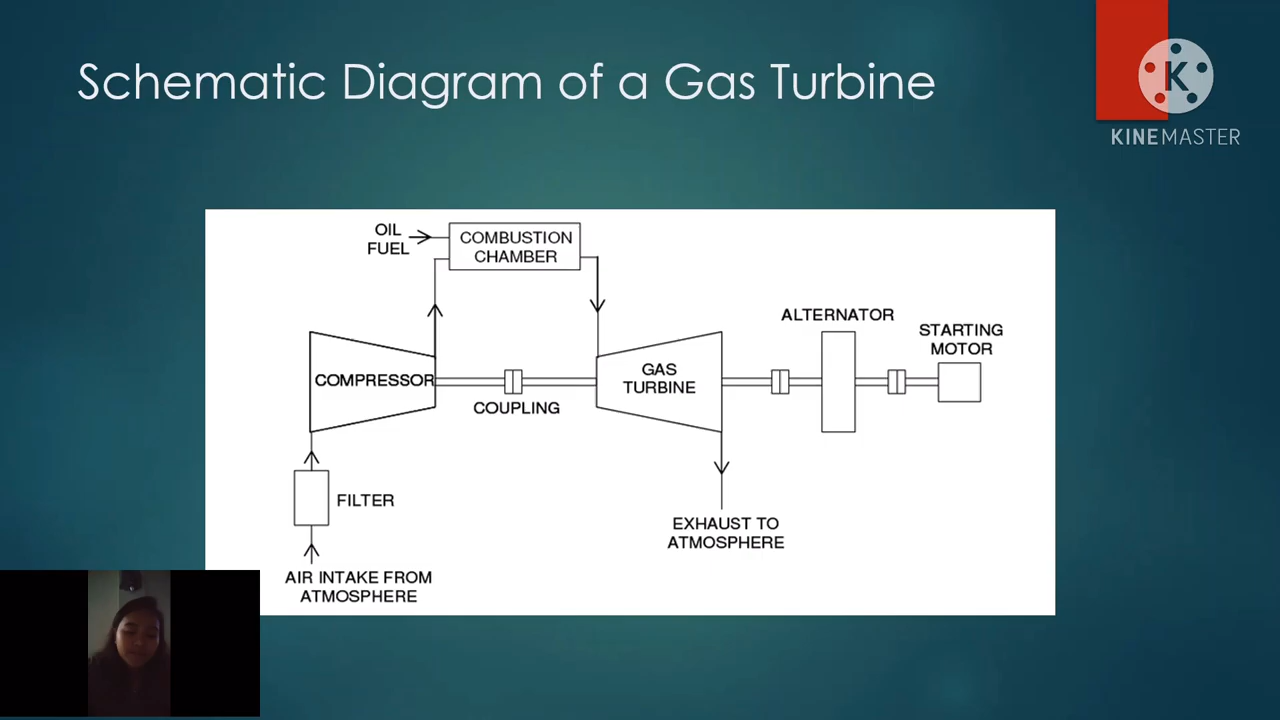 Schematic Diagram of a Gas Turbine
K
KINEMASTER
OIL
FUEL
COMBUSTION
CHAMBER
ALTERNATOR
STARTING
MOTOR
COMPRESSOR
GAS
TURBINE
COUPLING
FILTER
EXHAUST TO
ATMOSPHERE
AIR INTAKE FROM
ATMOSPHERE